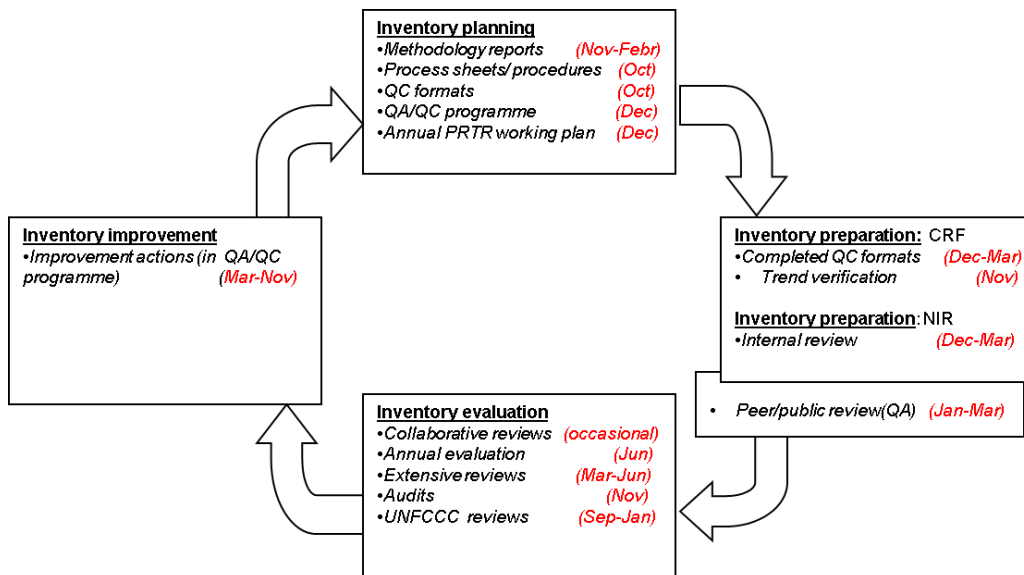 Inventory planning
•Methodology reports (Nov-Febr)
•Process sheets/ procedures (Oct)
•QC formats (Oct)
•QA/QC programme (Dec)
•Annual PRTR working plan (Dec)
Inventory preparation: CRF
•Completed QC formats (Dec-Mar)
• Trend verification (Nov)
Inventory preparation: NIR
•Internal review (Dec-Mar)
• Peer/public review(QA) (Jan-Mar)
Inventory evaluation
•Collaborative reviews (occasional)
•Annual evaluation (Jun)
•Extensive reviews (Mar-Jun)
•Audits (Nov)
•UNFCCC reviews (Sep-Jan)
Inventory improvement
•Improvement actions (in QA/QC
programme) (Mar-Nov)